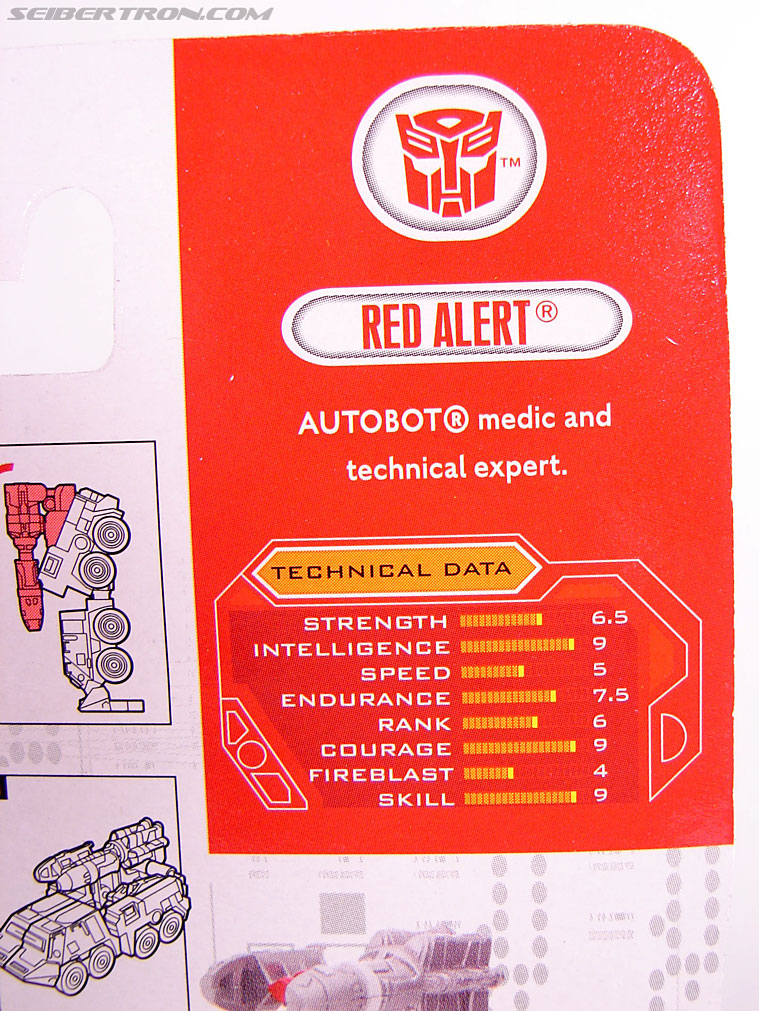 SEIBERTRON.COM
TM
RED ALERT®
AUTOBOT® medic and
technical expert.
TECHNICAL DATA
STRENGTH 6.5
INTELLIGENCE 9
SPEED 5
ENDURANCE 7.5
RANK 6
COURAGE 9
FIREBLAST 4
SKILL 9